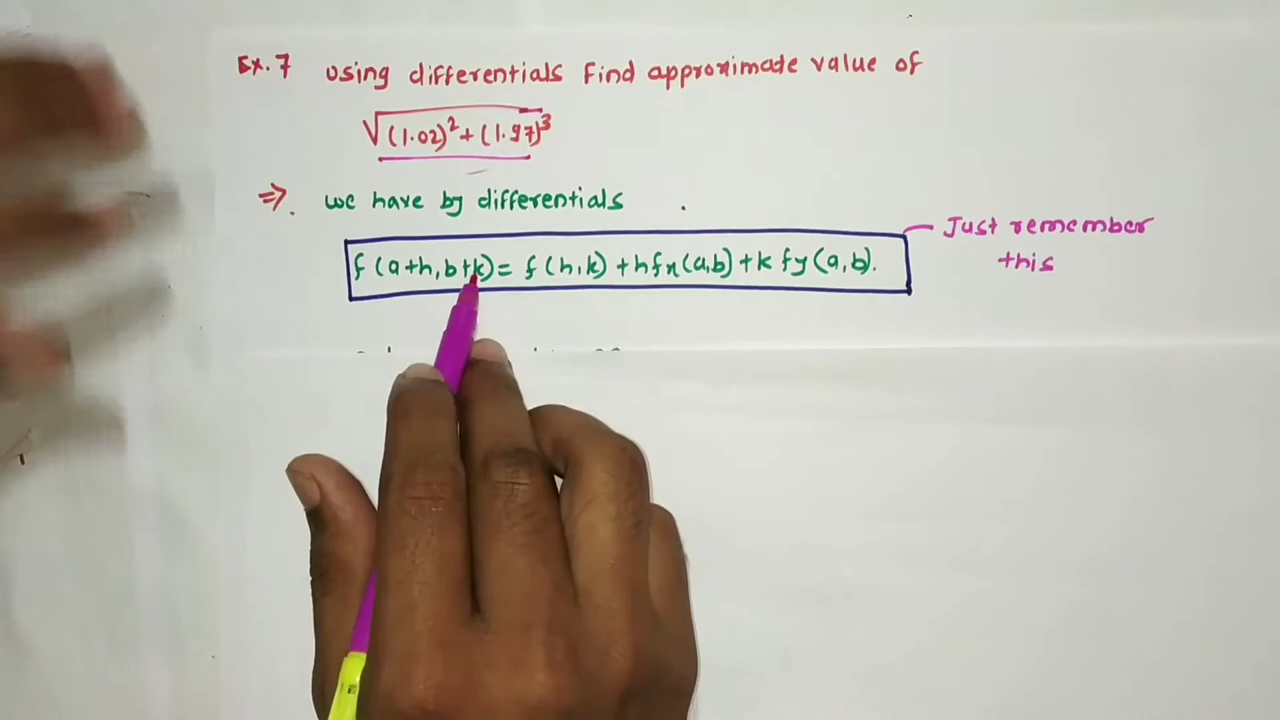 Ex. 7 Using differentials Find approximate value of
√(1.02)² + (1.97)³
⇒. We have by differentials .
f (a+h, b+k) = f (h,k) + h fx (a,b) + k fy (a,b).
Just remember
this